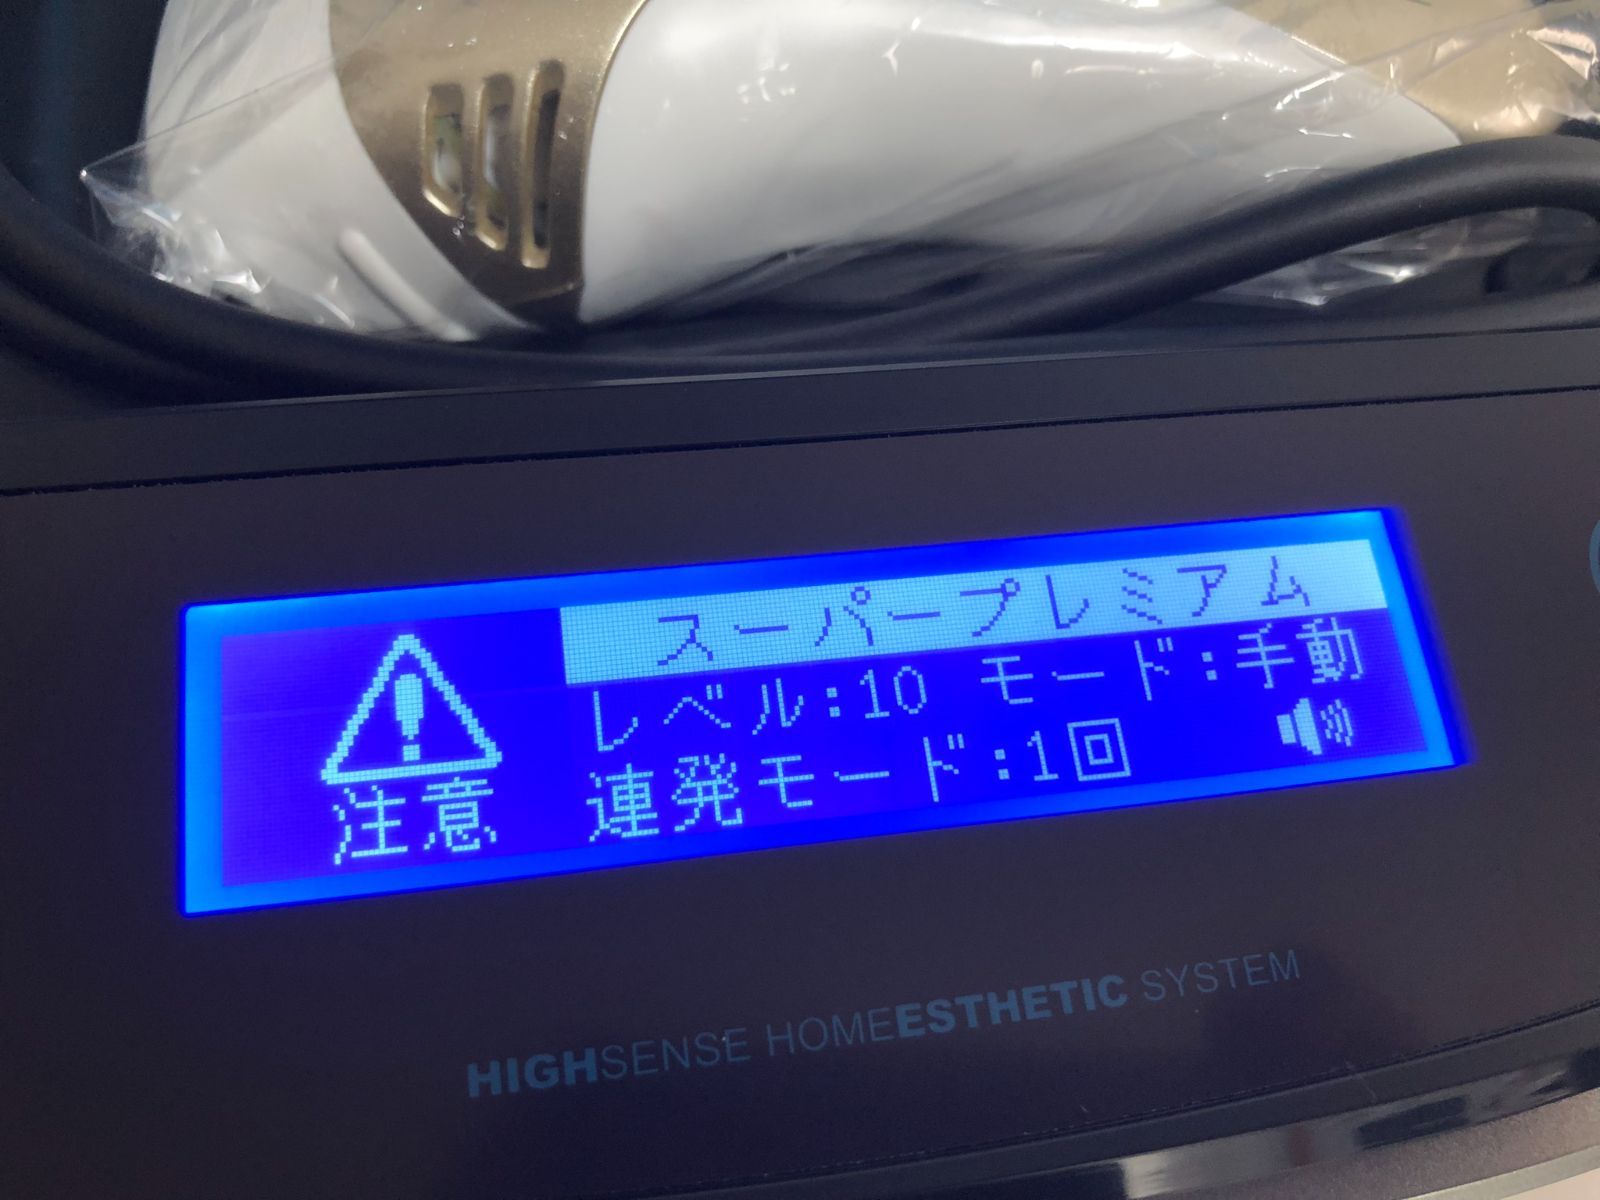 スーパープレミアム
レベル:10 モード:手動
連発モード:1回
注意
HIGHSENSE HOMEESTHETIC SYSTEM